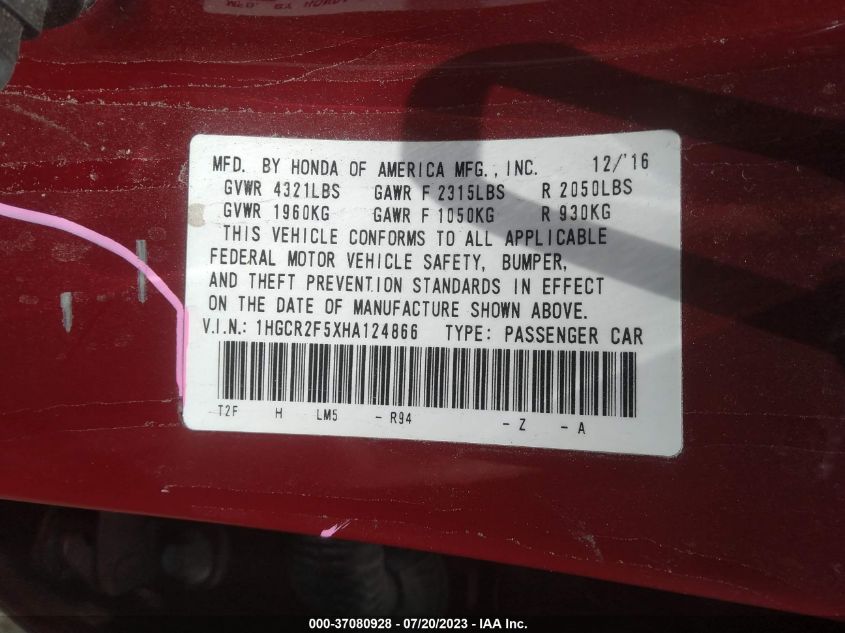 MFD. BY HONDA OF AMERICA MFG., INC. 12/'16
GVWR 4321LBS GAWR F 2315LBS R 2050LBS
GVWR 1960KG GAWR F 1050KG R 930KG
THIS VEHICLE CONFORMS TO ALL APPLICABLE
FEDERAL MOTOR VEHICLE SAFETY, BUMPER,
AND THEFT PREVENTION STANDARDS IN EFFECT
ON THE DATE OF MANUFACTURE SHOWN ABOVE.
V.I.N.: 1HGCR2F5XHA124866 TYPE: PASSENGER CAR
T2F H LM5 - R94 - Z - A
000-37080928 - 07/20/2023 - IAA Inc.